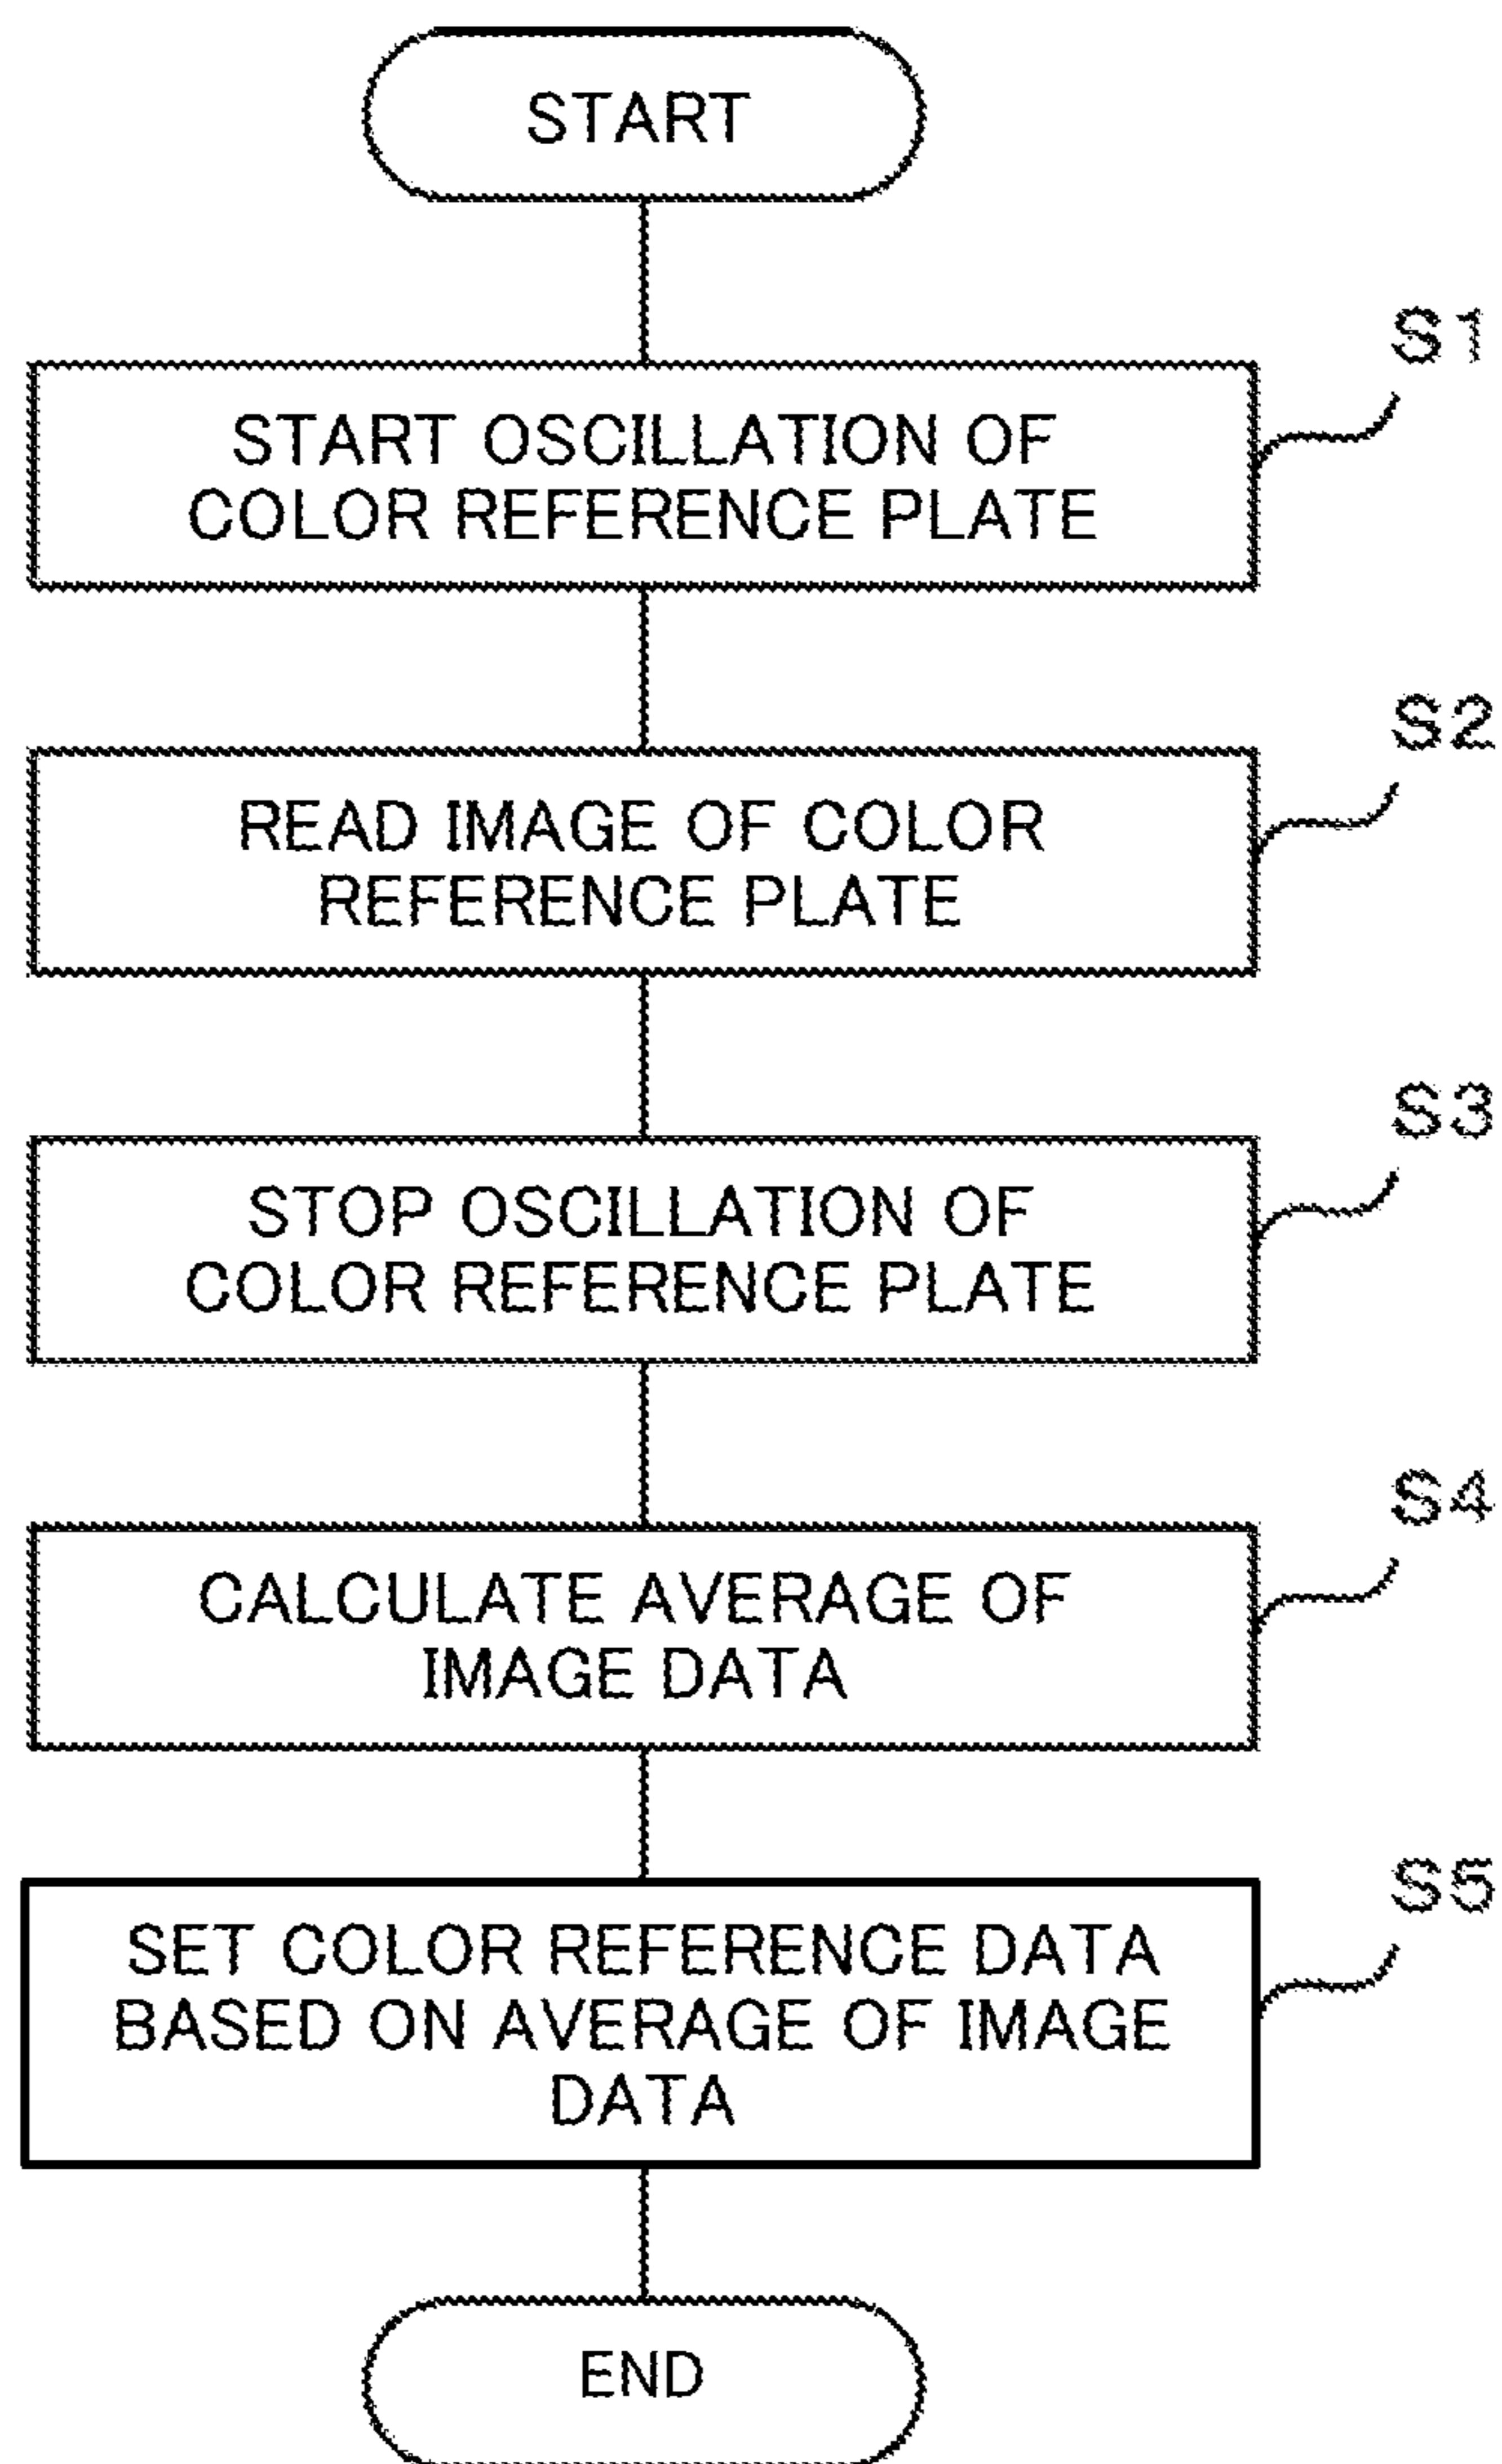 START
S1
START OSCILLATION OF
COLOR REFERENCE PLATE
S2
READ IMAGE OF COLOR
REFERENCE PLATE
S3
STOP OSCILLATION OF
COLOR REFERENCE PLATE
S4
CALCULATE AVERAGE OF
IMAGE DATA
S5
SET COLOR REFERENCE DATA
BASED ON AVERAGE OF IMAGE
DATA
END